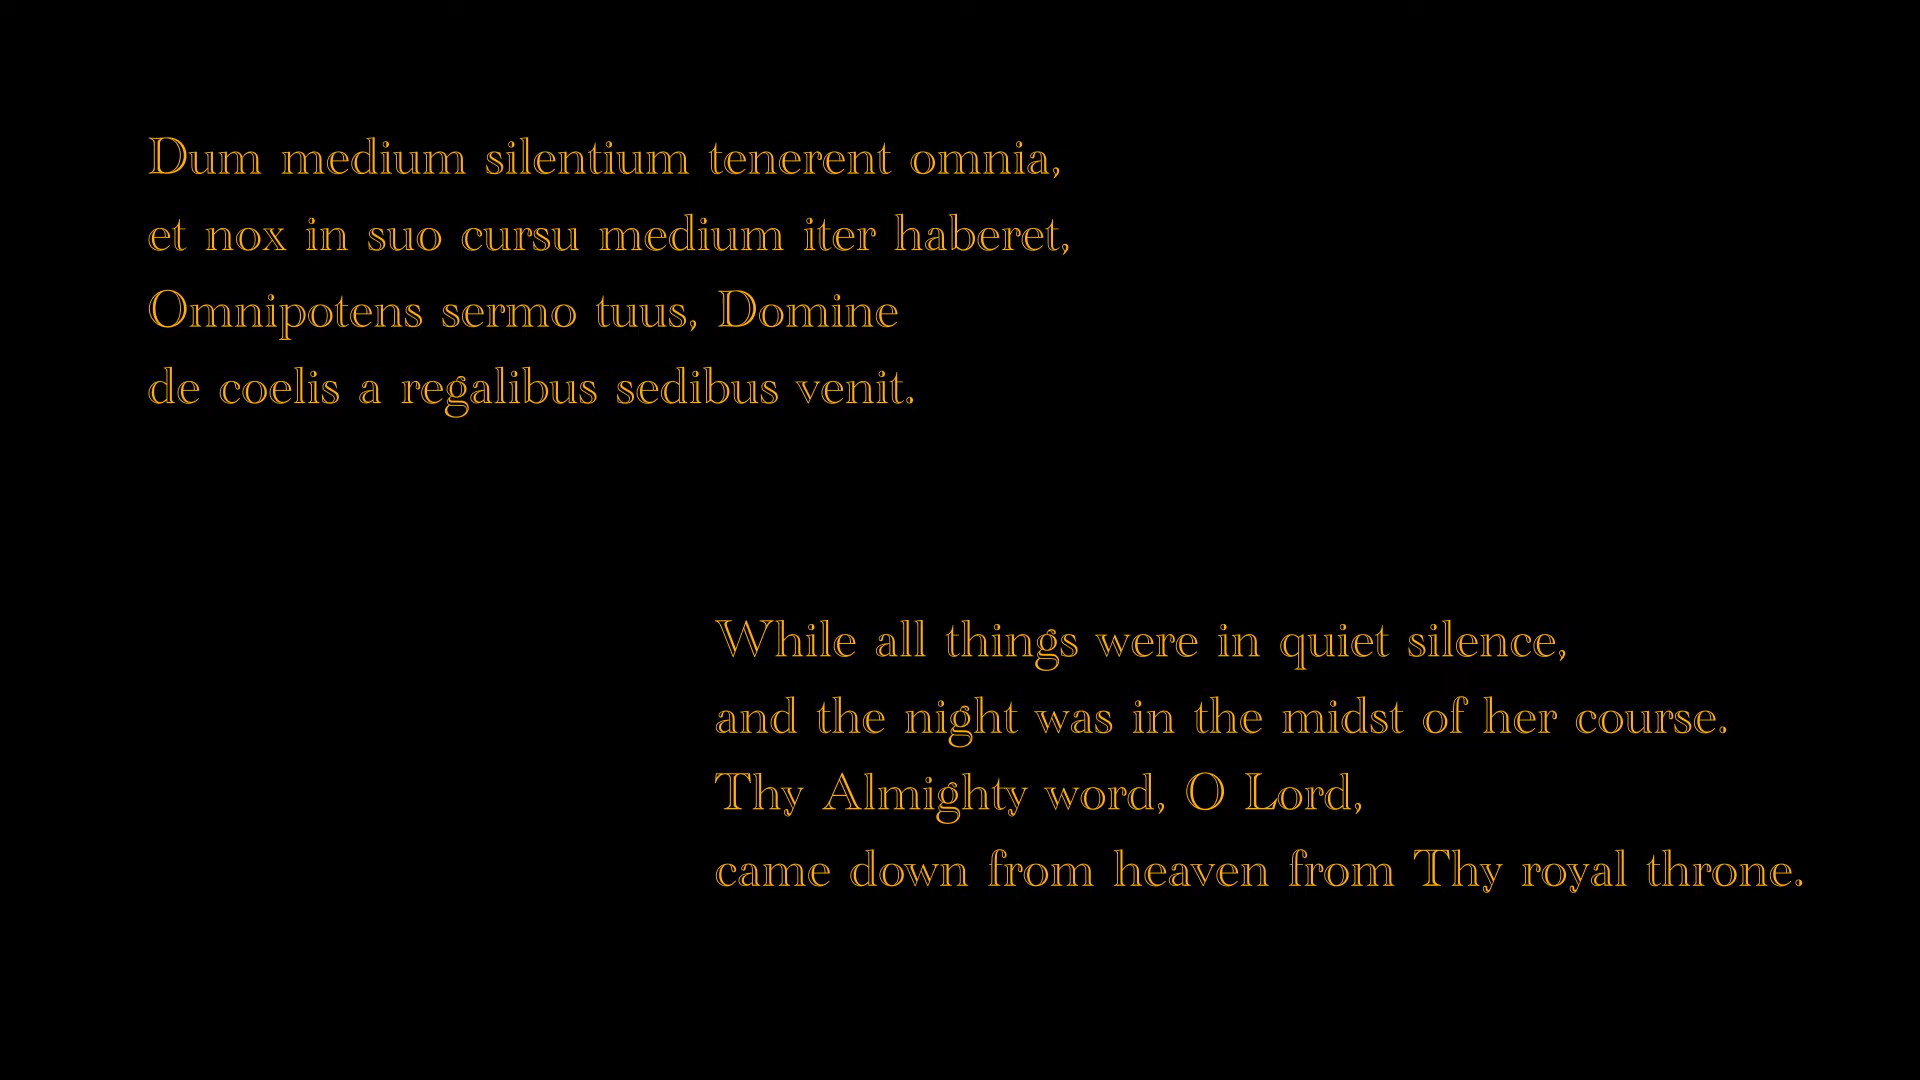 Dum medium silentium tenerent omnia,
et nox in suo cursu medium iter haberet,
Omnipotens sermo tuus, Domine
de coelis a regalibus sedibus venit.
While all things were in quiet silence,
and the night was in the midst of her course.
Thy Almighty word, O Lord,
came down from heaven from Thy royal throne.